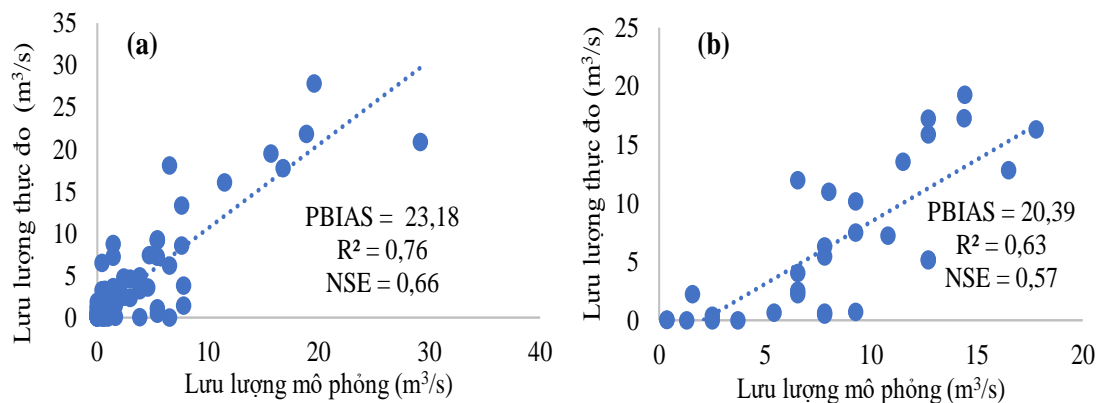 (a)
Lưu lượng thực đo (m³/s)
35
30
25
20
15
10
5
0
PBIAS = 23,18
R² = 0,76
NSE = 0,66
0 10 20 30 40
Lưu lượng mô phỏng (m³/s)
(b)
Lưu lượng thực đo (m³/s)
25
20
15
10
5
0
PBIAS = 20,39
R² = 0,63
NSE = 0,57
0 5 10 15 20
Lưu lượng mô phỏng (m³/s)